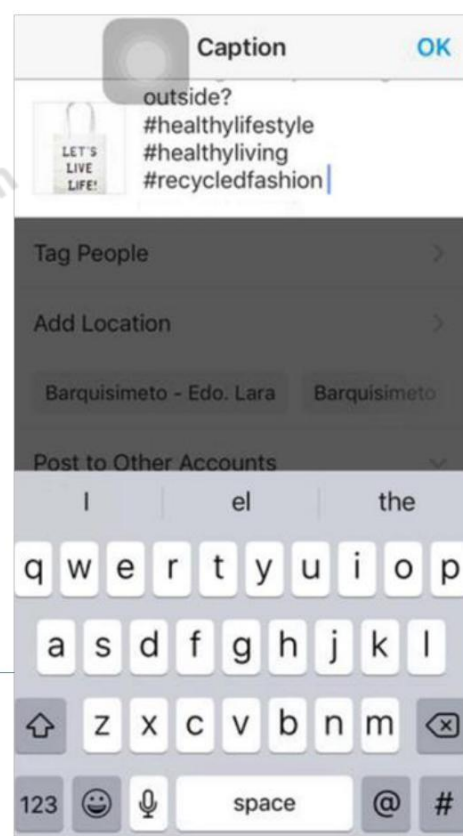 Caption
OK
outside?
#healthylifestyle
#healthyliving
#recycledfashion
LET'S
LIVE
LIFE!
Tag People
Add Location
Barquisimeto - Edo. Lara
Barquisimeto
Post to Other Accounts
I el the
q w e r t y u i o p
a s d f g h j k l
z x c v b n m
123 space @ #